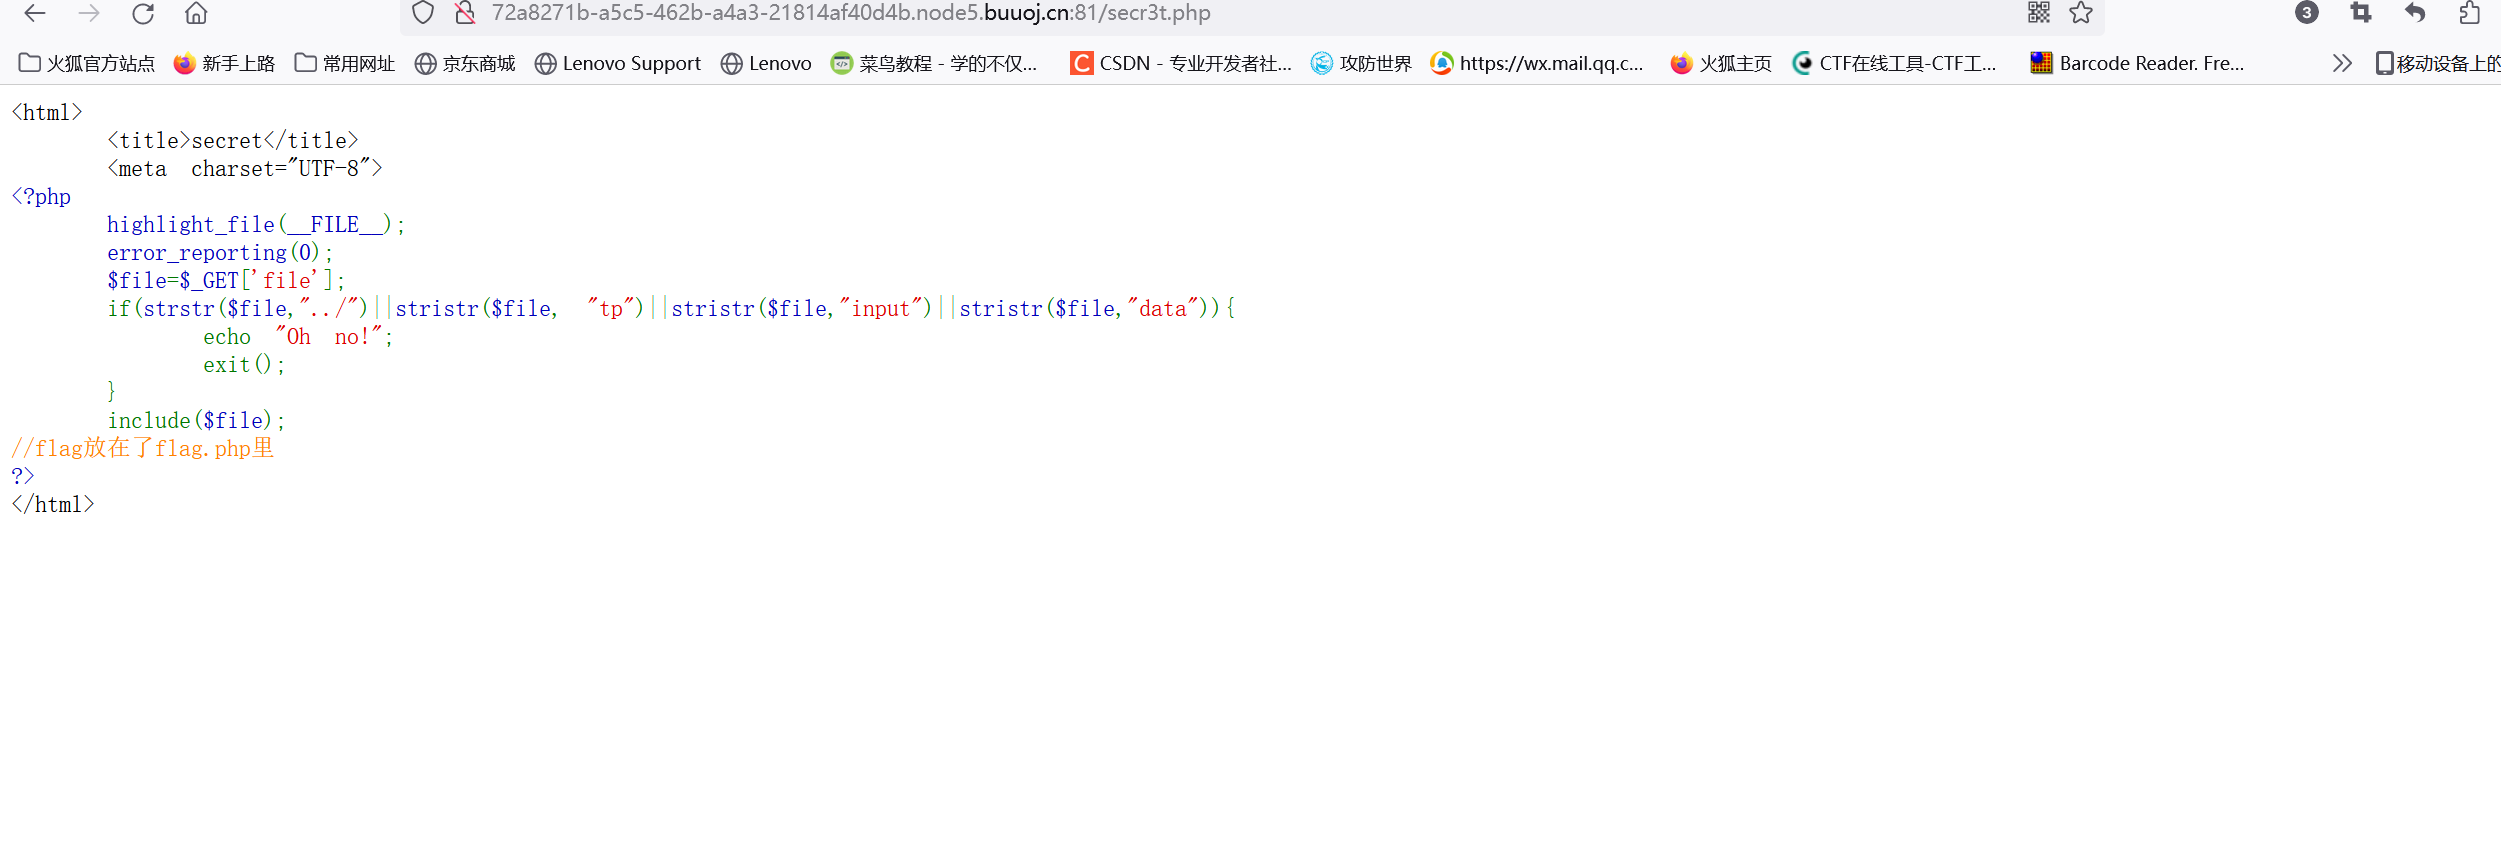 72a8271b-a5c5-462b-a4a3-21814af40d4b.node5.buuoj.cn:81/secr3t.php
3
火狐官方站点 新手上路 常用网址 京东商城 Lenovo Support Lenovo 菜鸟教程 - 学的不仅... CSDN - 专业开发者社... 攻防世界 https://wx.mail.qq.c... 火狐主页 CTF在线工具-CTF工... Barcode Reader. Fre... 移动设备上的
<html>
<title>secret</title>
<meta charset="UTF-8">
<?php
highlight_file(__FILE__);
error_reporting(0);
$file=$_GET['file'];
if(strstr($file,"../")||stristr($file, "tp")||stristr($file,"input")||stristr($file,"data")){
echo "Oh no!";
exit();
}
include($file);
//flag放在了flag.php里
?>
</html>